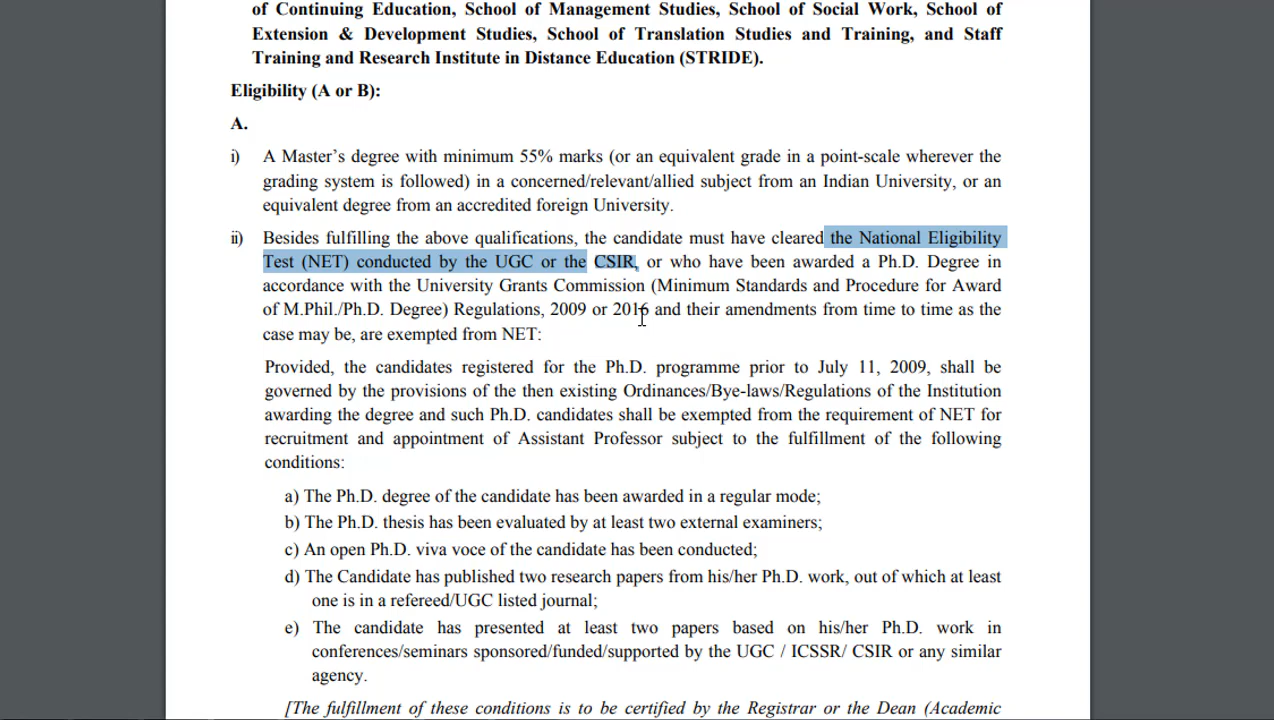 of Continuing Education, School of Management Studies, School of Social Work, School of
Extension & Development Studies, School of Translation Studies and Training, and Staff
Training and Research Institute in Distance Education (STRIDE).
Eligibility (A or B):
A.
i) A Master’s degree with minimum 55% marks (or an equivalent grade in a point-scale wherever the
grading system is followed) in a concerned/relevant/allied subject from an Indian University, or an
equivalent degree from an accredited foreign University.
ii) Besides fulfilling the above qualifications, the candidate must have cleared the National Eligibility
Test (NET) conducted by the UGC or the CSIR, or who have been awarded a Ph.D. Degree in
accordance with the University Grants Commission (Minimum Standards and Procedure for Award
of M.Phil./Ph.D. Degree) Regulations, 2009 or 2016 and their amendments from time to time as the
case may be, are exempted from NET:
Provided, the candidates registered for the Ph.D. programme prior to July 11, 2009, shall be
governed by the provisions of the then existing Ordinances/Bye-laws/Regulations of the Institution
awarding the degree and such Ph.D. candidates shall be exempted from the requirement of NET for
recruitment and appointment of Assistant Professor subject to the fulfillment of the following
conditions:
a) The Ph.D. degree of the candidate has been awarded in a regular mode;
b) The Ph.D. thesis has been evaluated by at least two external examiners;
c) An open Ph.D. viva voce of the candidate has been conducted;
d) The Candidate has published two research papers from his/her Ph.D. work, out of which at least
one is in a refereed/UGC listed journal;
e) The candidate has presented at least two papers based on his/her Ph.D. work in
conferences/seminars sponsored/funded/supported by the UGC / ICSSR/ CSIR or any similar
agency.
[The fulfillment of these conditions is to be certified by the Registrar or the Dean (Academic